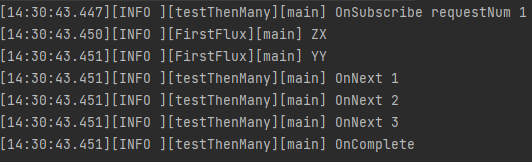 [14:30:43.447][INFO ][testThenMany][main] OnSubscribe requestNum 1
[14:30:43.450][INFO ][FirstFlux][main] ZX
[14:30:43.451][INFO ][FirstFlux][main] YY
[14:30:43.451][INFO ][testThenMany][main] OnNext 1
[14:30:43.451][INFO ][testThenMany][main] OnNext 2
[14:30:43.451][INFO ][testThenMany][main] OnNext 3
[14:30:43.451][INFO ][testThenMany][main] OnComplete